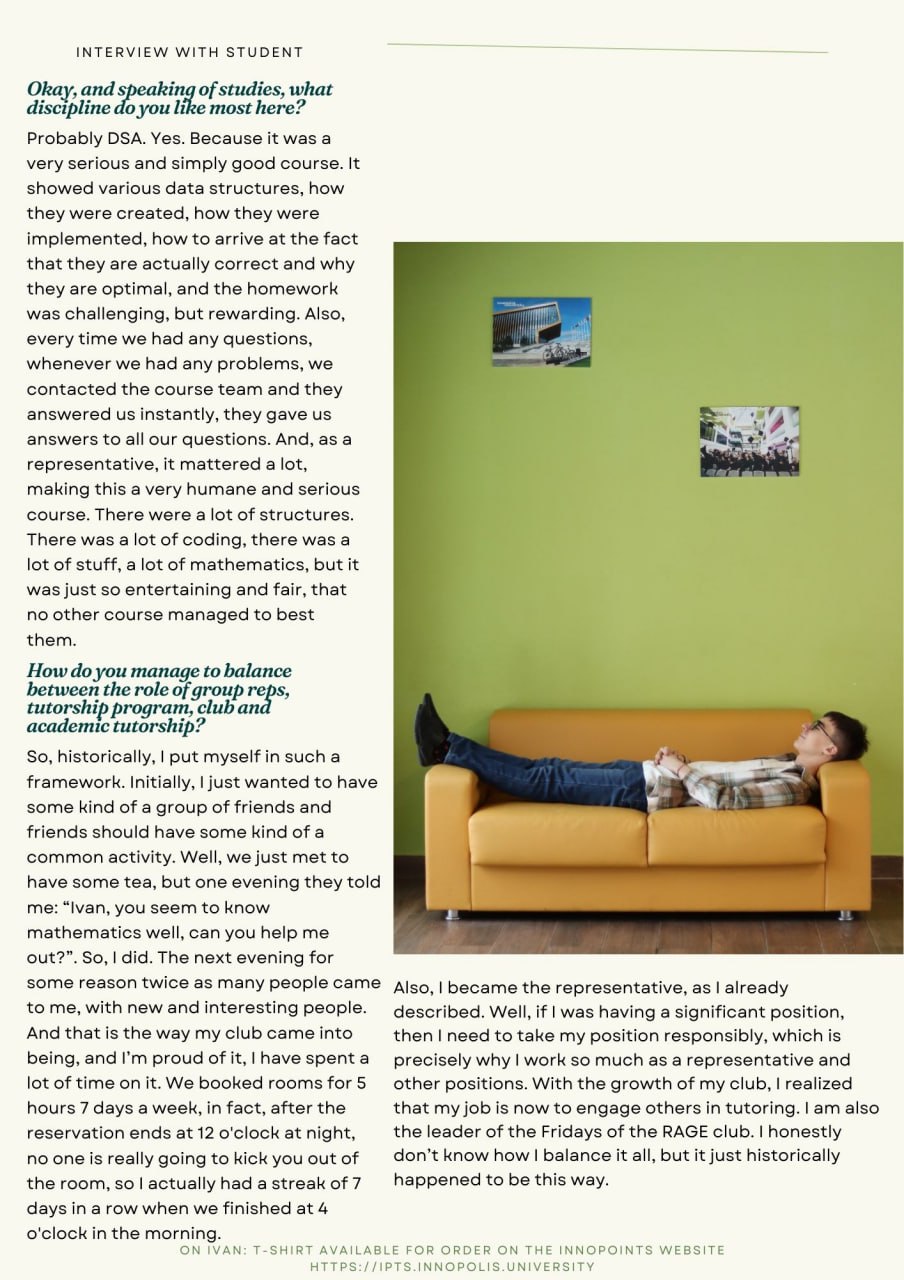 INTERVIEW WITH STUDENT
Okay, and speaking of studies, what
discipline do you like most here?
Probably DSA. Yes. Because it was a
very serious and simply good course. It
showed various data structures, how
they were created, how they were
implemented, how to arrive at the fact
that they are actually correct and why
they are optimal, and the homework
was challenging, but rewarding. Also,
every time we had any questions,
whenever we had any problems, we
contacted the course team and they
answered us instantly, they gave us
answers to all our questions. And, as a
representative, it mattered a lot,
making this a very humane and serious
course. There were a lot of structures.
There was a lot of coding, there was a
lot of stuff, a lot of mathematics, but it
was just so entertaining and fair, that
no other course managed to best
them.
How do you manage to balance
between the role of group reps,
tutorship program, club and
academic tutorship?
So, historically, I put myself in such a
framework. Initially, I just wanted to have
some kind of a group of friends and
friends should have some kind of a
common activity. Well, we just met to
have some tea, but one evening they told
me: “Ivan, you seem to know
mathematics well, can you help me
out?”. So, I did. The next evening for
some reason twice as many people came
to me, with new and interesting people.
And that is the way my club came into
being, and I’m proud of it, I have spent a
lot of time on it. We booked rooms for 5
hours 7 days a week, in fact, after the
reservation ends at 12 o'clock at night,
no one is really going to kick you out of
the room, so I actually had a streak of 7
days in a row when we finished at 4
o'clock in the morning.
Also, I became the representative, as I already
described. Well, if I was having a significant position,
then I need to take my position responsibly, which is
precisely why I work so much as a representative and
other positions. With the growth of my club, I realized
that my job is now to engage others in tutoring. I am also
the leader of the Fridays of the RAGE club. I honestly
don’t know how I balance it all, but it just historically
happened to be this way.
ON IVAN: T-SHIRT AVAILABLE FOR ORDER ON THE INNOPOINTS WEBSITE
HTTPS://IPTS.INNOPOLIS.UNIVERSITY